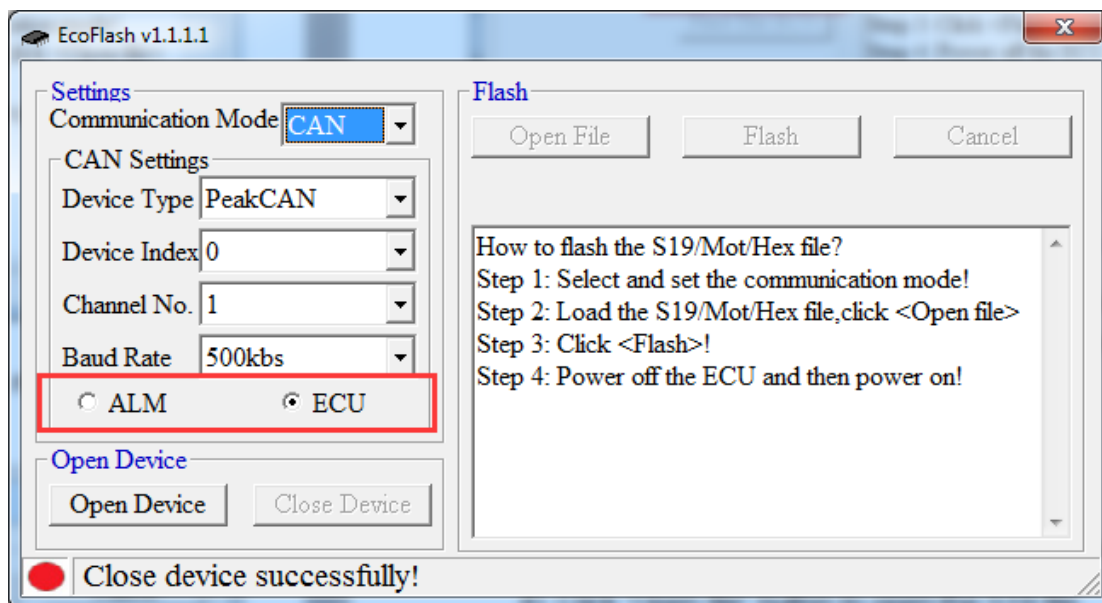 EcoFlash v1.1.1.1
Settings
Communication Mode CAN
CAN Settings
Device Type PeakCAN
Device Index 0
Channel No. 1
Baud Rate 500kbs
ALM ECU
Open Device
Open Device Close Device
Flash
Open File Flash Cancel
How to flash the S19/Mot/Hex file?
Step 1: Select and set the communication mode!
Step 2: Load the S19/Mot/Hex file,click <Open file>
Step 3: Click <Flash>!
Step 4: Power off the ECU and then power on!
Close device successfully!